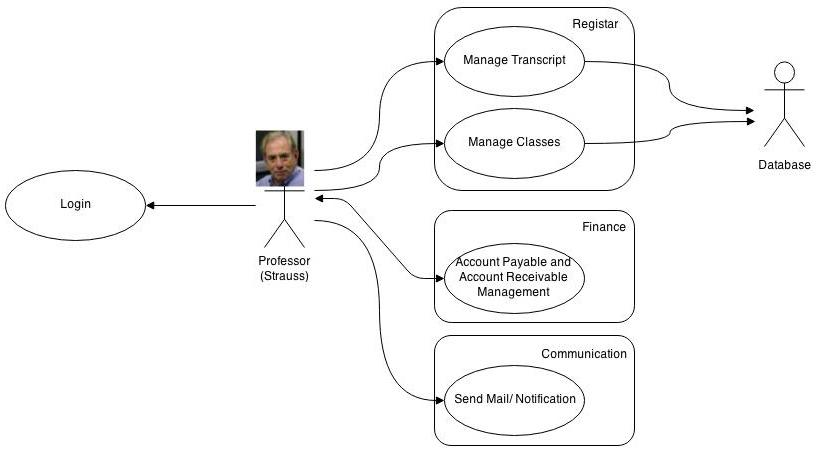 Registar
Manage Transcript
Manage Classes
Database
Login
Professor
(Strauss)
Finance
Account Payable and
Account Receivable
Management
Communication
Send Mail/ Notification